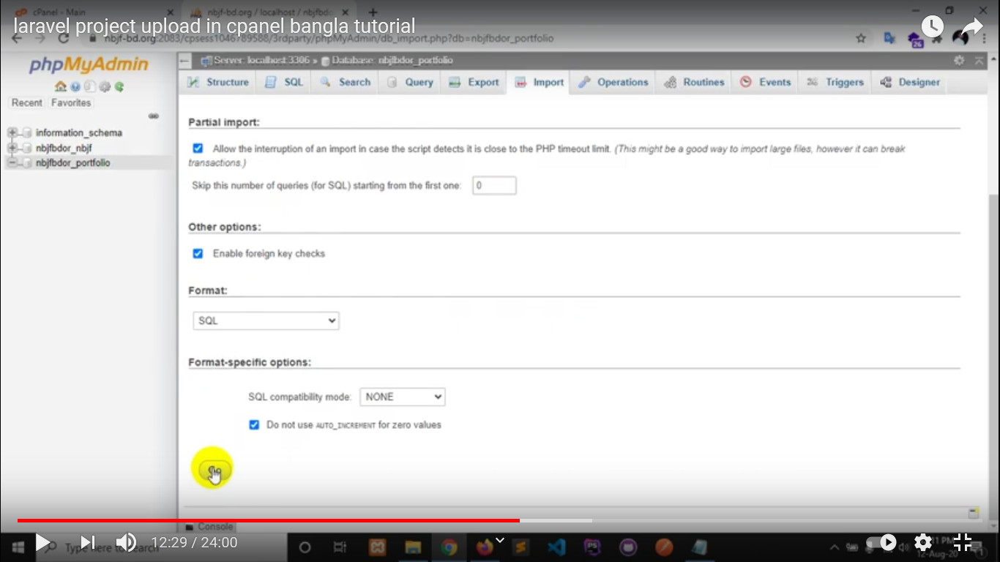 cPanel - Main
nbjf-bd.org / localhost / nbjfbdo
laravel project upload in cpanel bangla tutorial
nbjf-bd.org:2083/cpsess1046789588/3rdparty/phpMyAdmin/db_import.php?db=nbjfbdor_portfolio
26
phpMyAdmin
Server: localhost:3306 » Database: nbjfbdor_portfolio
Structure SQL Search Query Export Import Operations Routines Events Triggers Designer
Recent Favorites
information_schema
nbjfbdor_nbjf
nbjfbdor_portfolio
Partial import:
Allow the interruption of an import in case the script detects it is close to the PHP timeout limit. (This might be a good way to import large files, however it can break
transactions.)
Skip this number of queries (for SQL) starting from the first one: 0
Other options:
Enable foreign key checks
Format:
SQL
Format-specific options:
SQL compatibility mode: NONE
Do not use AUTO_INCREMENT for zero values
Console
12:29 / 24:00
Type here to search
11 PM
12-Aug-20